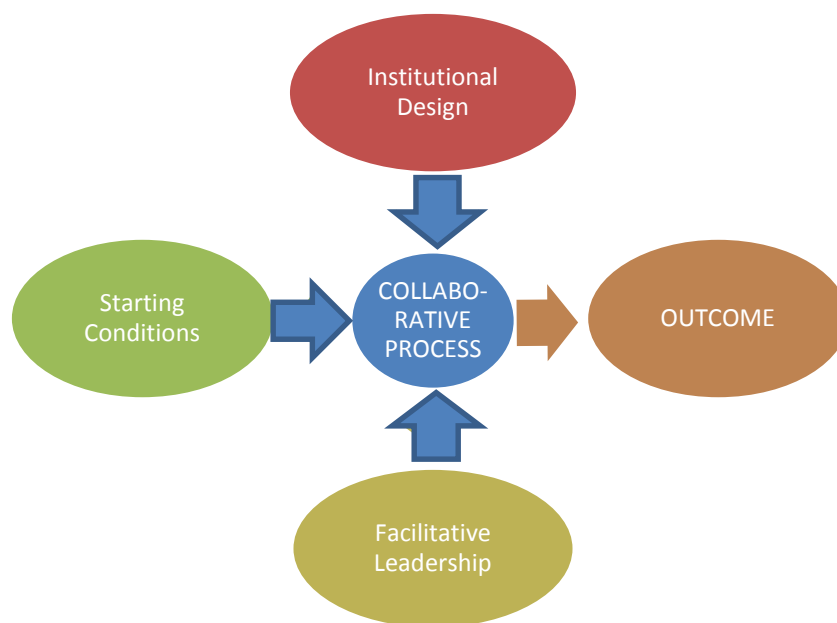 Institutional
Design
Starting
Conditions
COLLABO-
RATIVE
PROCESS
OUTCOME
Facilitative
Leadership